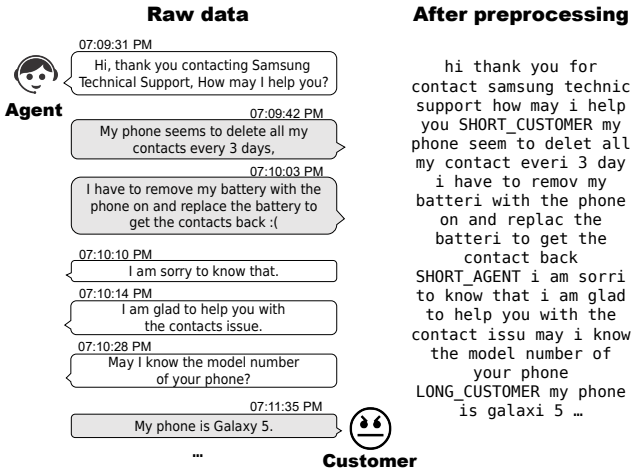 Raw data
07:09:31 PM
Hi, thank you contacting Samsung
Technical Support, How may I help you?
Agent
07:09:42 PM
My phone seems to delete all my
contacts every 3 days,
07:10:03 PM
I have to remove my battery with the
phone on and replace the battery to
get the contacts back :(
07:10:10 PM
I am sorry to know that.
07:10:14 PM
I am glad to help you with
the contacts issue.
07:10:28 PM
May I know the model number
of your phone?
07:11:35 PM
My phone is Galaxy 5.
...
Customer
After preprocessing
hi thank you for
contact samsung technic
support how may i help
you SHORT_CUSTOMER my
phone seem to delet all
my contact everi 3 day
i have to remov my
batteri with the phone
on and replac the
batteri to get the
contact back
SHORT_AGENT i am sorri
to know that i am glad
to help you with the
contact issu may i know
the model number of
your phone
LONG_CUSTOMER my phone
is galaxi 5 …